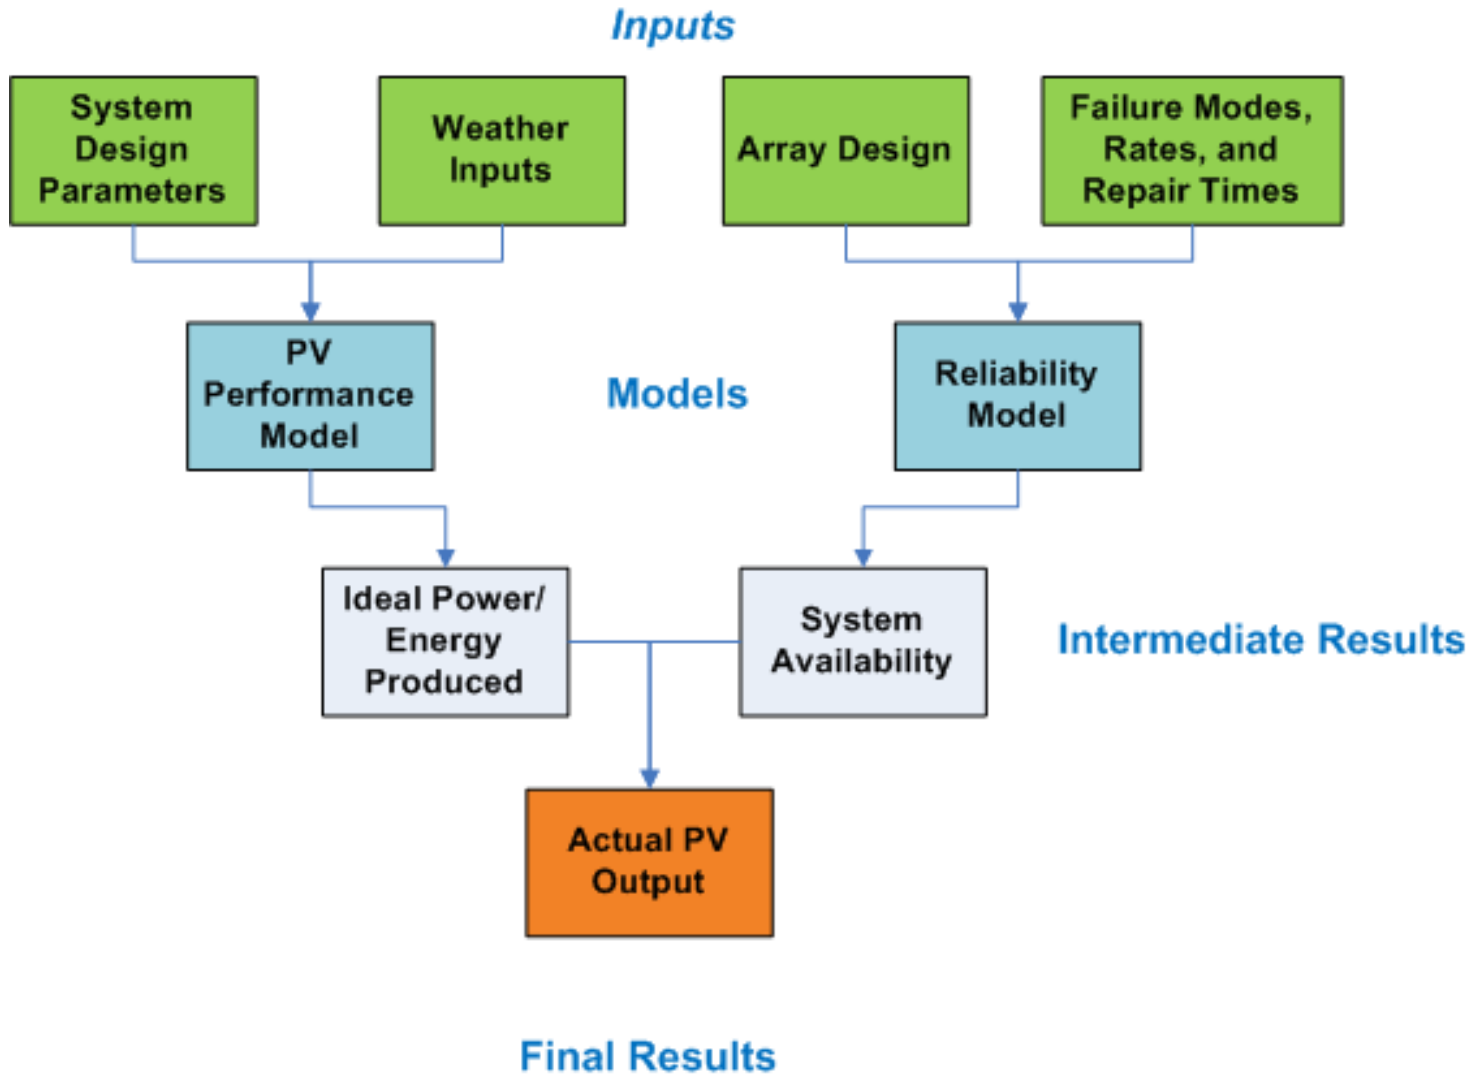 Inputs
System
Design
Parameters
Weather
Inputs
Array Design
Failure Modes,
Rates, and
Repair Times
PV
Performance
Model
Models
Reliability
Model
Ideal Power/
Energy
Produced
System
Availability
Intermediate Results
Actual PV
Output
Final Results